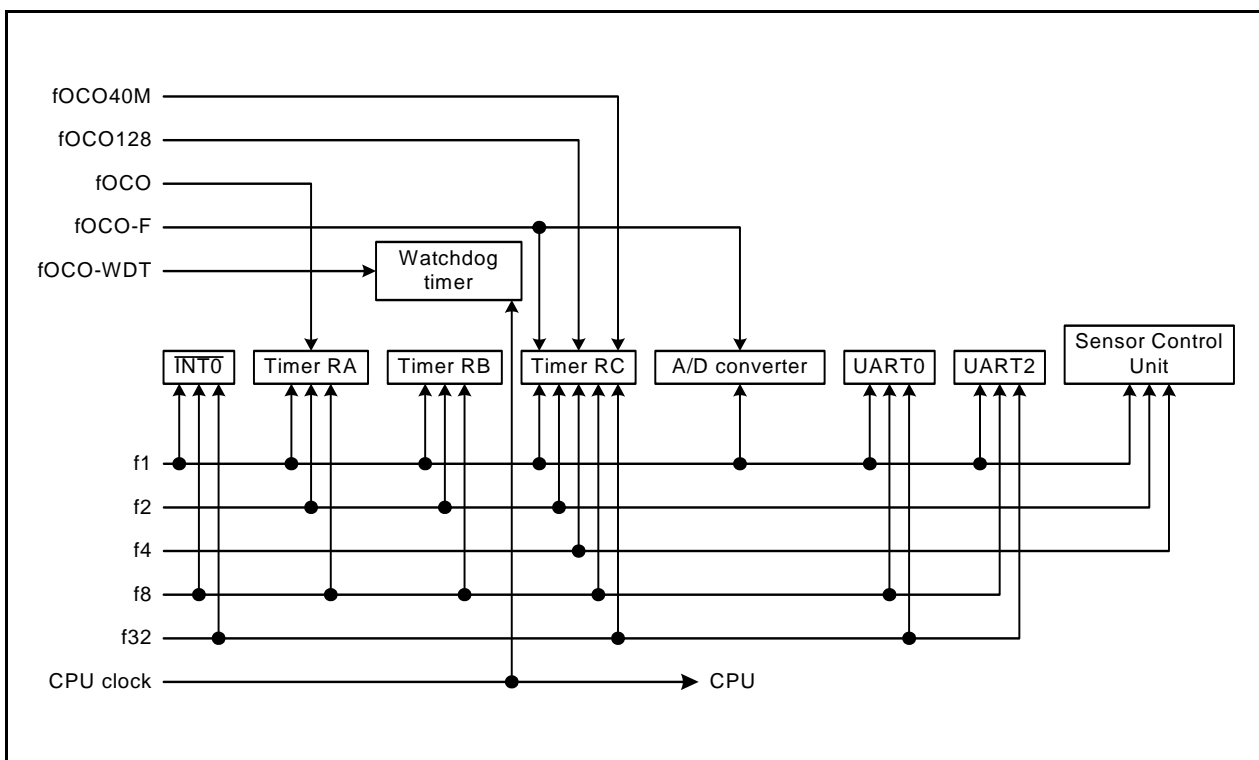 fOCO40M
fOCO128
fOCO
fOCO-F
fOCO-WDT
Watchdog
timer
INT0
Timer RA
Timer RB
Timer RC
A/D converter
UART0
UART2
Sensor Control
Unit
f1
f2
f4
f8
f32
CPU clock
CPU